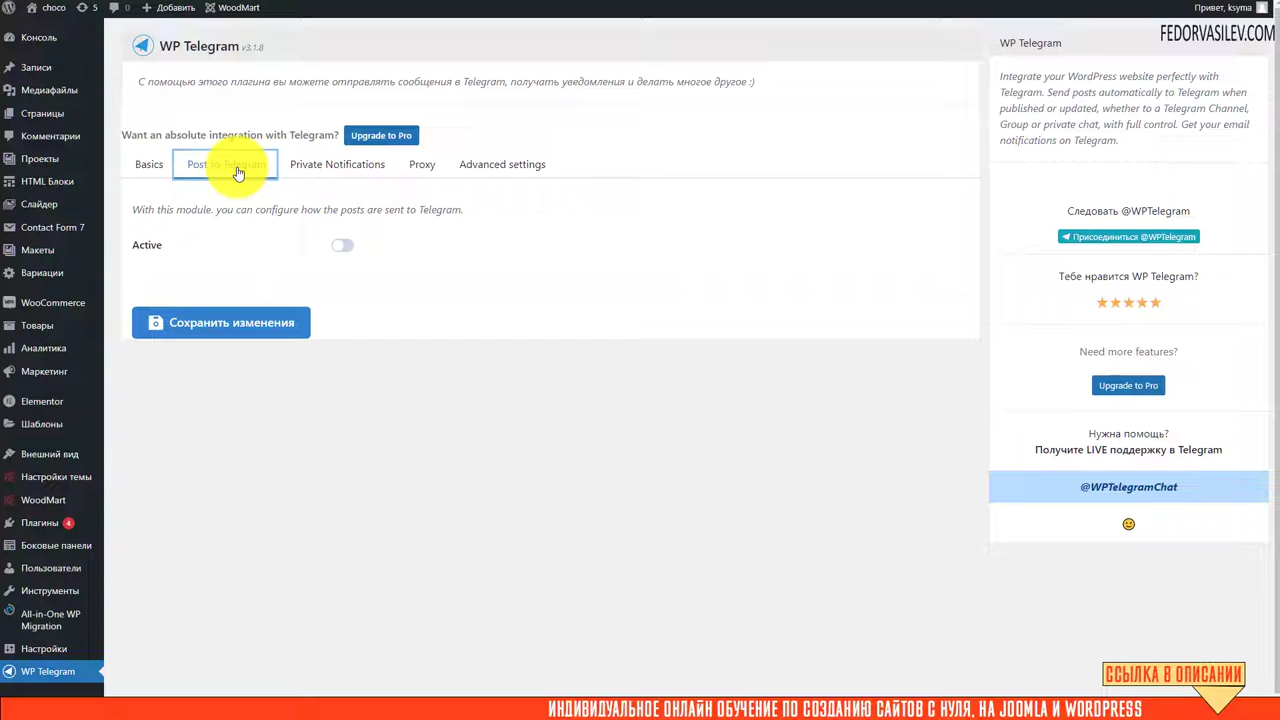 choco 5 0 Добавить WoodMart Привет, ksyma
FEDORVASILEV.COM
Консоль
Записи
Медиафайлы
Страницы
Комментарии
Проекты
HTML Блоки
Слайдер
Contact Form 7
Макеты
Вариации
WooCommerce
Товары
Аналитика
Маркетинг
Elementor
Шаблоны
Внешний вид
Настройки темы
WoodMart
Плагины 4
Боковые панели
Пользователи
Инструменты
All-in-One WP
Migration
Настройки
WP Telegram
WP Telegram v3.1.8
С помощью этого плагина вы можете отправлять сообщения в Telegram, получать уведомления и делать многое другое :)
Want an absolute integration with Telegram? Upgrade to Pro
Basics Post to Telegram Private Notifications Proxy Advanced settings
With this module, you can configure how the posts are sent to Telegram.
Active
Сохранить изменения
WP Telegram
Integrate your WordPress website perfectly with
Telegram. Send posts automatically to Telegram when
published or updated, whether to a Telegram Channel,
Group or private chat, with full control. Get your email
notifications on Telegram.
Следовать @WPTelegram
Присоединиться @WPTelegram
Тебе нравится WP Telegram?
Need more features?
Upgrade to Pro
Нужна помощь?
Получите LIVE поддержку в Telegram
@WPTelegramChat
ССЫЛКА В ОПИСАНИИ
ИНДИВИДУАЛЬНОЕ ОНЛАЙН ОБУЧЕНИЕ ПО СОЗДАНИЮ САЙТОВ С НУЛЯ, НА JOOMLA И WORDPRESS